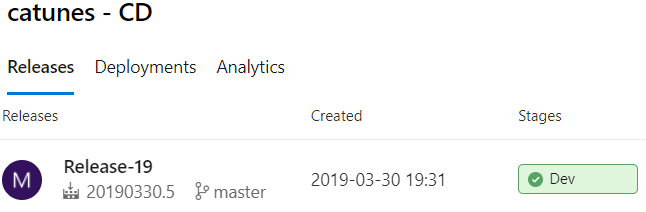 catunes - CD
Releases Deployments Analytics
Releases Created Stages
M Release-19 2019-03-30 19:31 Dev
20190330.5 master